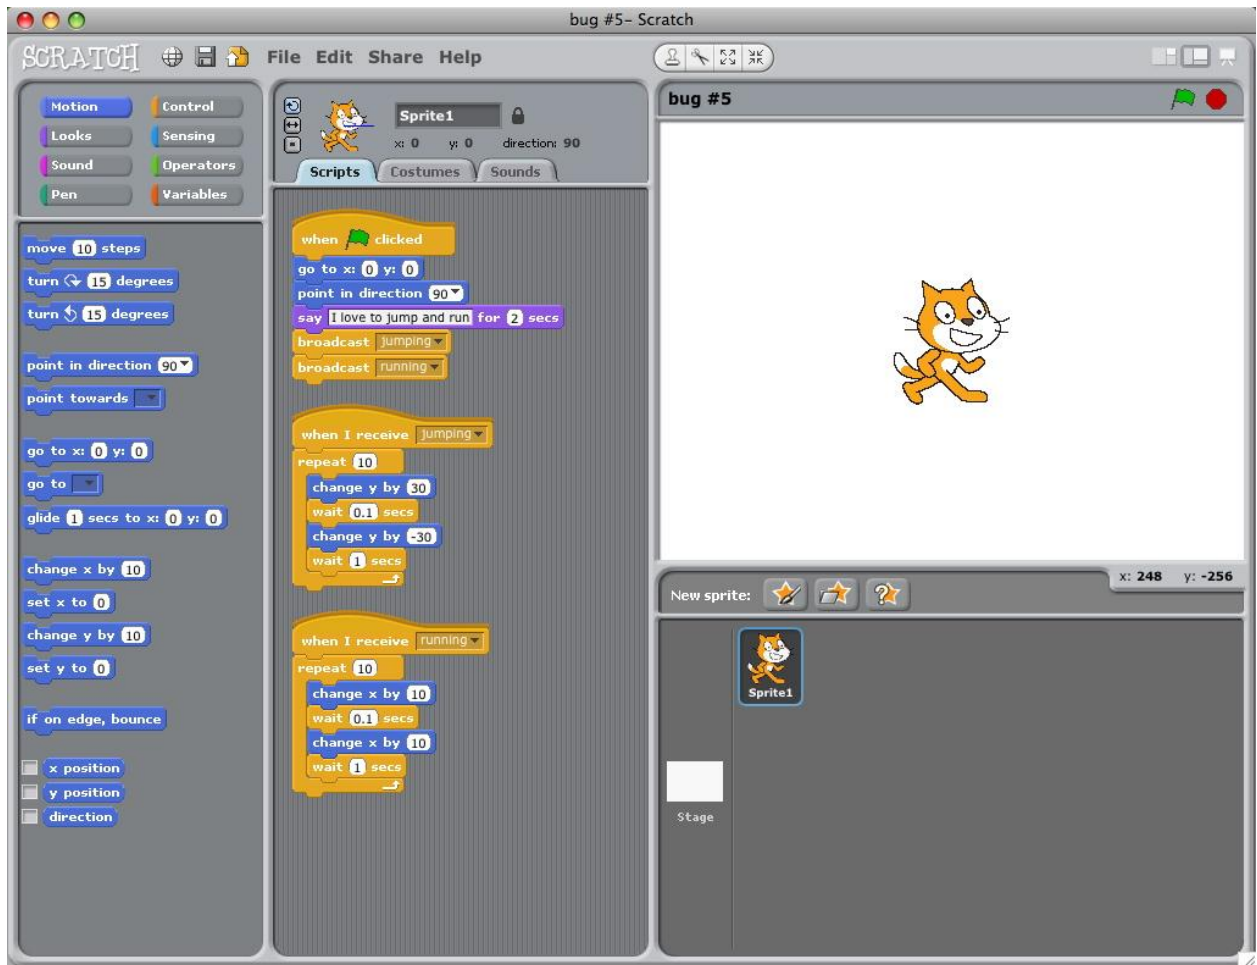 bug #5– Scratch
SCRATCH File Edit Share Help
Motion Control
Looks Sensing
Sound Operators
Pen Variables
move 10 steps
turn 15 degrees
turn 15 degrees
point in direction 90
point towards
go to x: 0 y: 0
go to
glide 1 secs to x: 0 y: 0
change x by 10
set x to 0
change y by 10
set y to 0
if on edge, bounce
x position
y position
direction
Sprite1
x: 0 y: 0 direction: 90
Scripts Costumes Sounds
when clicked
go to x: 0 y: 0
point in direction 90
say I love to jump and run for 2 secs
broadcast jumping
broadcast running
when I receive jumping
repeat 10
change y by 30
wait 0.1 secs
change y by -30
wait 1 secs
when I receive running
repeat 10
change x by 10
wait 0.1 secs
change x by 10
wait 1 secs
bug #5
x: 248 y: -256
New sprite:
Sprite1
Stage